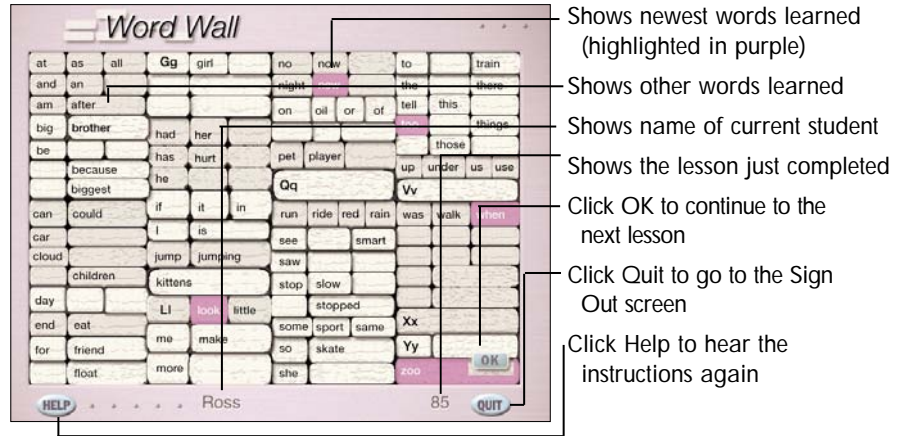 Word Wall
at as all Gg girl no now to train
and an night the there
am after on oil or of tell this
big brother had her things
be those
because has hurt pet player up under us use
biggest he Qq Vv
can could if it in run ride red rain was walk when
car I is see smart
cloud jump jumping saw
children kittens stop slow
day Ll look little stopped
end eat me make some sport same Xx
for friend so skate Yy OK
float more she zoo
HELP Ross 85 QUIT
Shows newest words learned
(highlighted in purple)
Shows other words learned
Shows name of current student
Shows the lesson just completed
Click OK to continue to the
next lesson
Click Quit to go to the Sign
Out screen
Click Help to hear the
instructions again